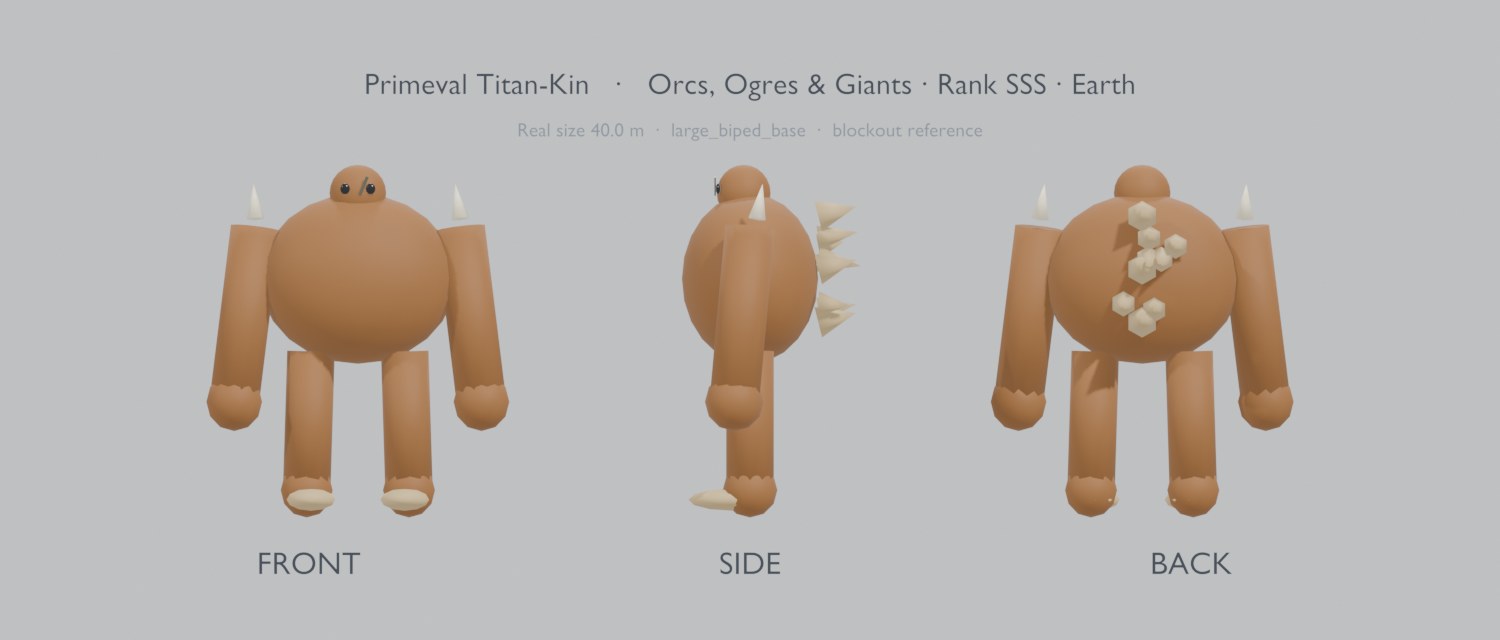 Primeval Titan-Kin · Orcs, Ogres & Giants · Rank SSS · Earth
Real size 40.0 m · large_biped_base · blockout reference
FRONT
SIDE
BACK